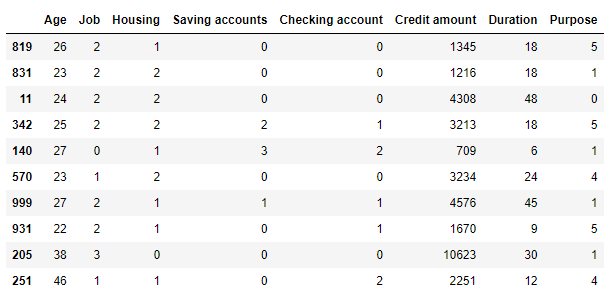 Age Job Housing Saving accounts Checking account Credit amount Duration Purpose
819 26 2 1 0 0 1345 18 5
831 23 2 2 0 0 1216 18 1
11 24 2 2 0 0 4308 48 0
342 25 2 2 2 1 3213 18 5
140 27 0 1 3 2 709 6 1
570 23 1 2 0 0 3234 24 4
999 27 2 1 1 1 4576 45 1
931 22 2 1 0 1 1670 9 5
205 38 3 0 0 0 10623 30 1
251 46 1 1 0 2 2251 12 4